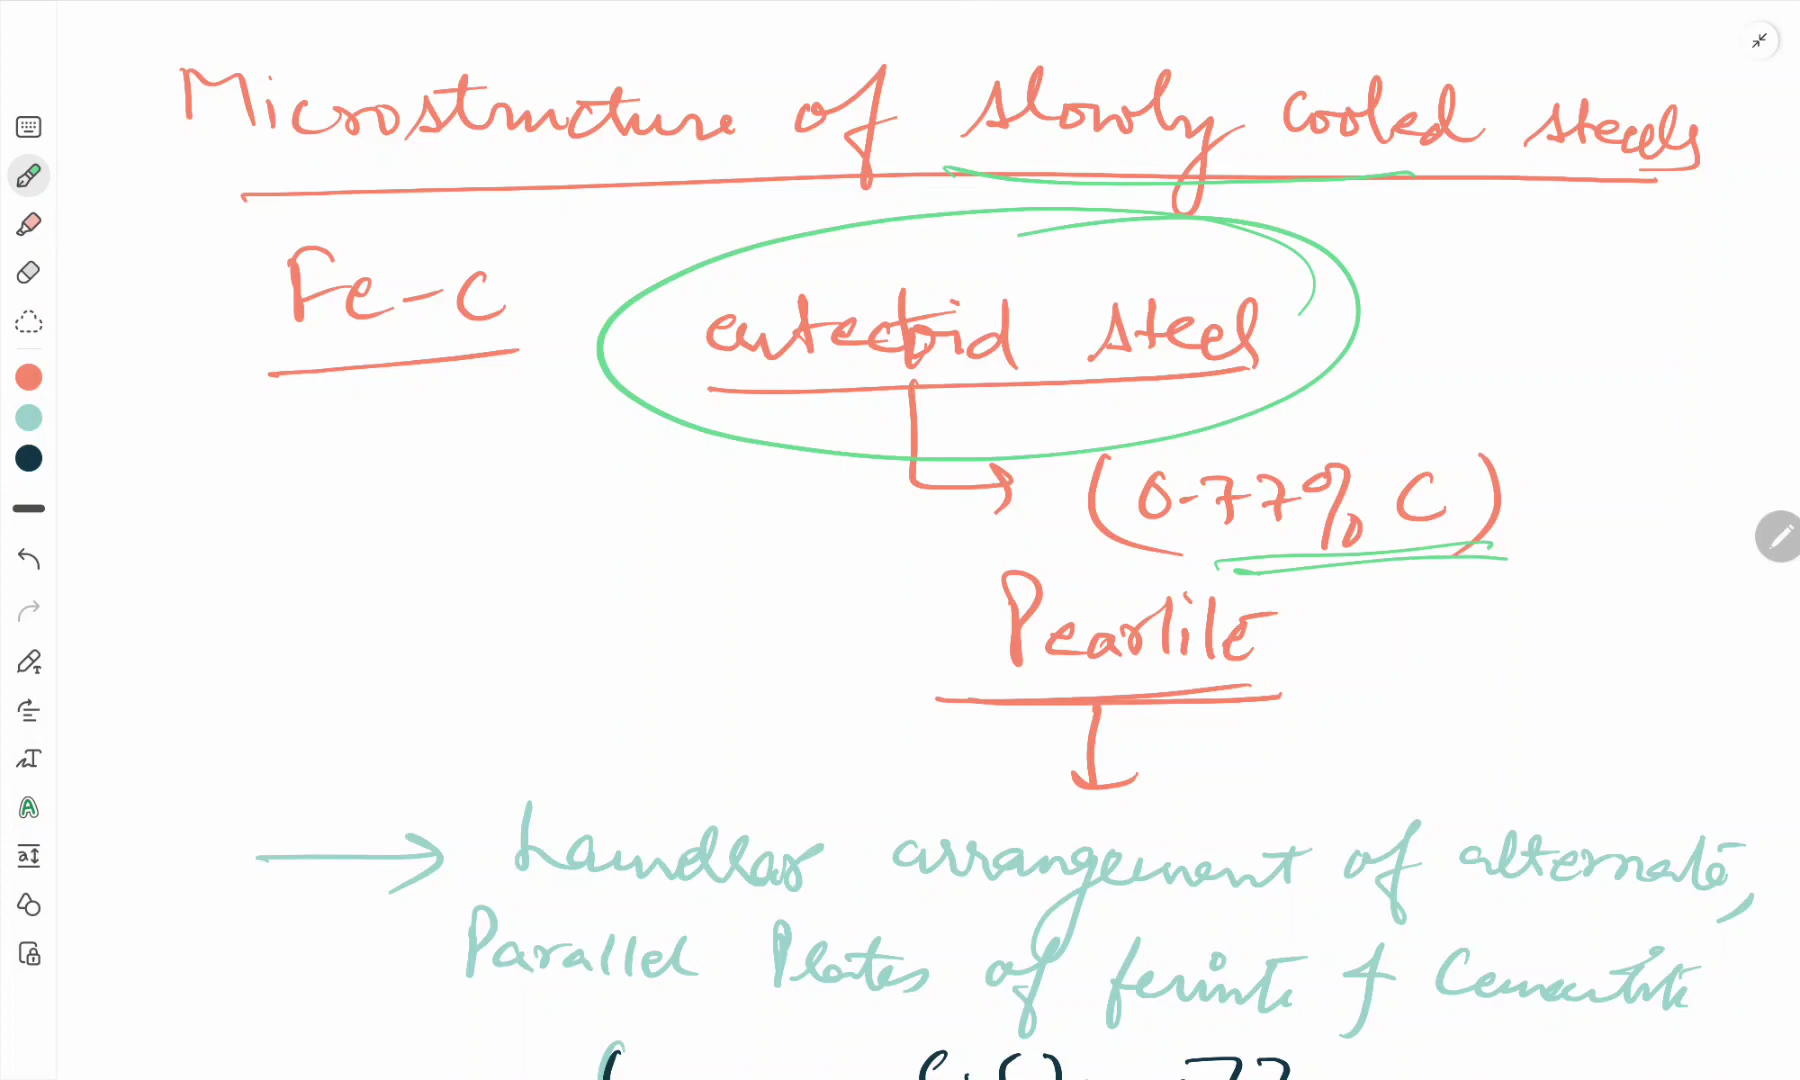 Microstructure of slowly cooled steels
Fe-C
eutectoid steel
(0.77% C)
Pearlite
Lamellar arrangement of alternate,
Parallel Plates of ferrite & Cementite